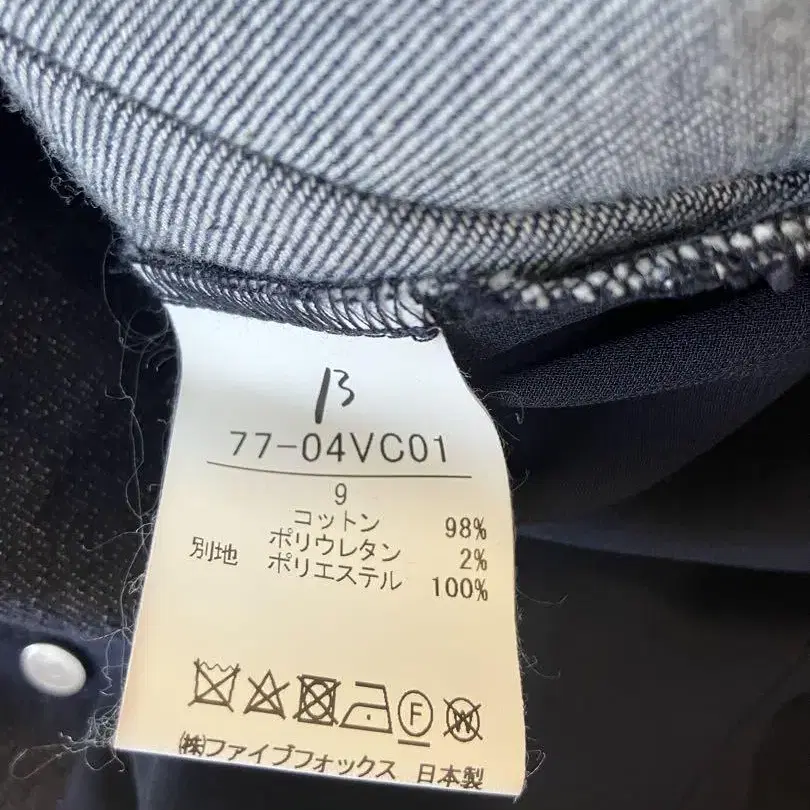 β
77-04VC01
9
コットン 98%
ポリウレタン 2%
別地 ポリエステル 100%
F W
(株)ファイブフォックス 日本製